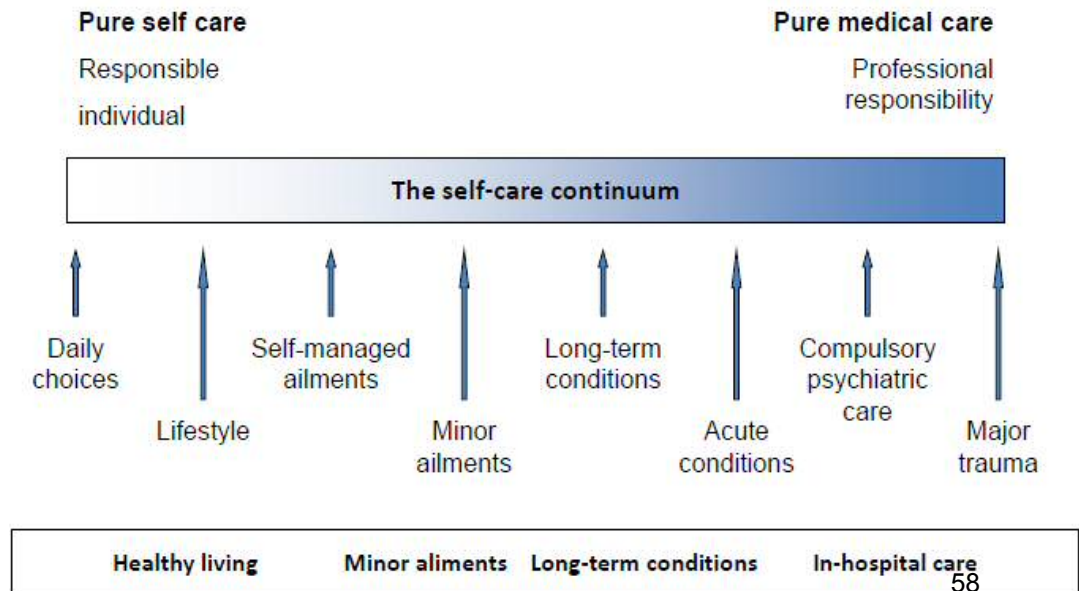 Pure self care
Responsible
individual
Pure medical care
Professional
responsibility
The self-care continuum
Daily
choices
Lifestyle
Self-managed
ailments
Minor
ailments
Long-term
conditions
Acute
conditions
Compulsory
psychiatric
care
Major
trauma
Healthy living Minor aliments Long-term conditions In-hospital care
58